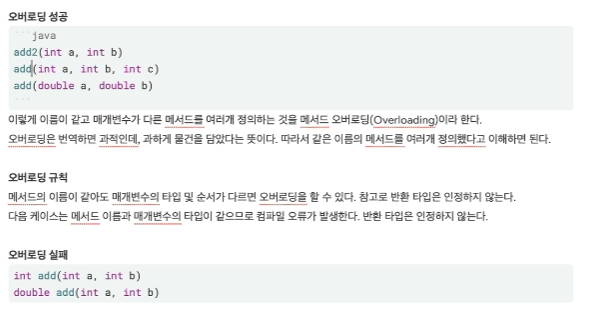 오버로딩 성공
```java
add2(int a, int b)
add(int a, int b, int c)
add(double a, double b)
```
이렇게 이름이 같고 매개변수가 다른 메서드를 여러개 정의하는 것을 메서드 오버로딩(Overloading)이라 한다.
오버로딩은 번역하면 과적인데, 과하게 물건을 담았다는 뜻이다. 따라서 같은 이름의 메서드를 여러개 정의했다고 이해하면 된다.
오버로딩 규칙
메서드의 이름이 같아도 매개변수의 타입 및 순서가 다르면 오버로딩을 할 수 있다. 참고로 반환 타입은 인정하지 않는다.
다음 케이스는 메서드 이름과 매개변수의 타입이 같으므로 컴파일 오류가 발생한다. 반환 타입은 인정하지 않는다.
오버로딩 실패
int add(int a, int b)
double add(int a, int b)